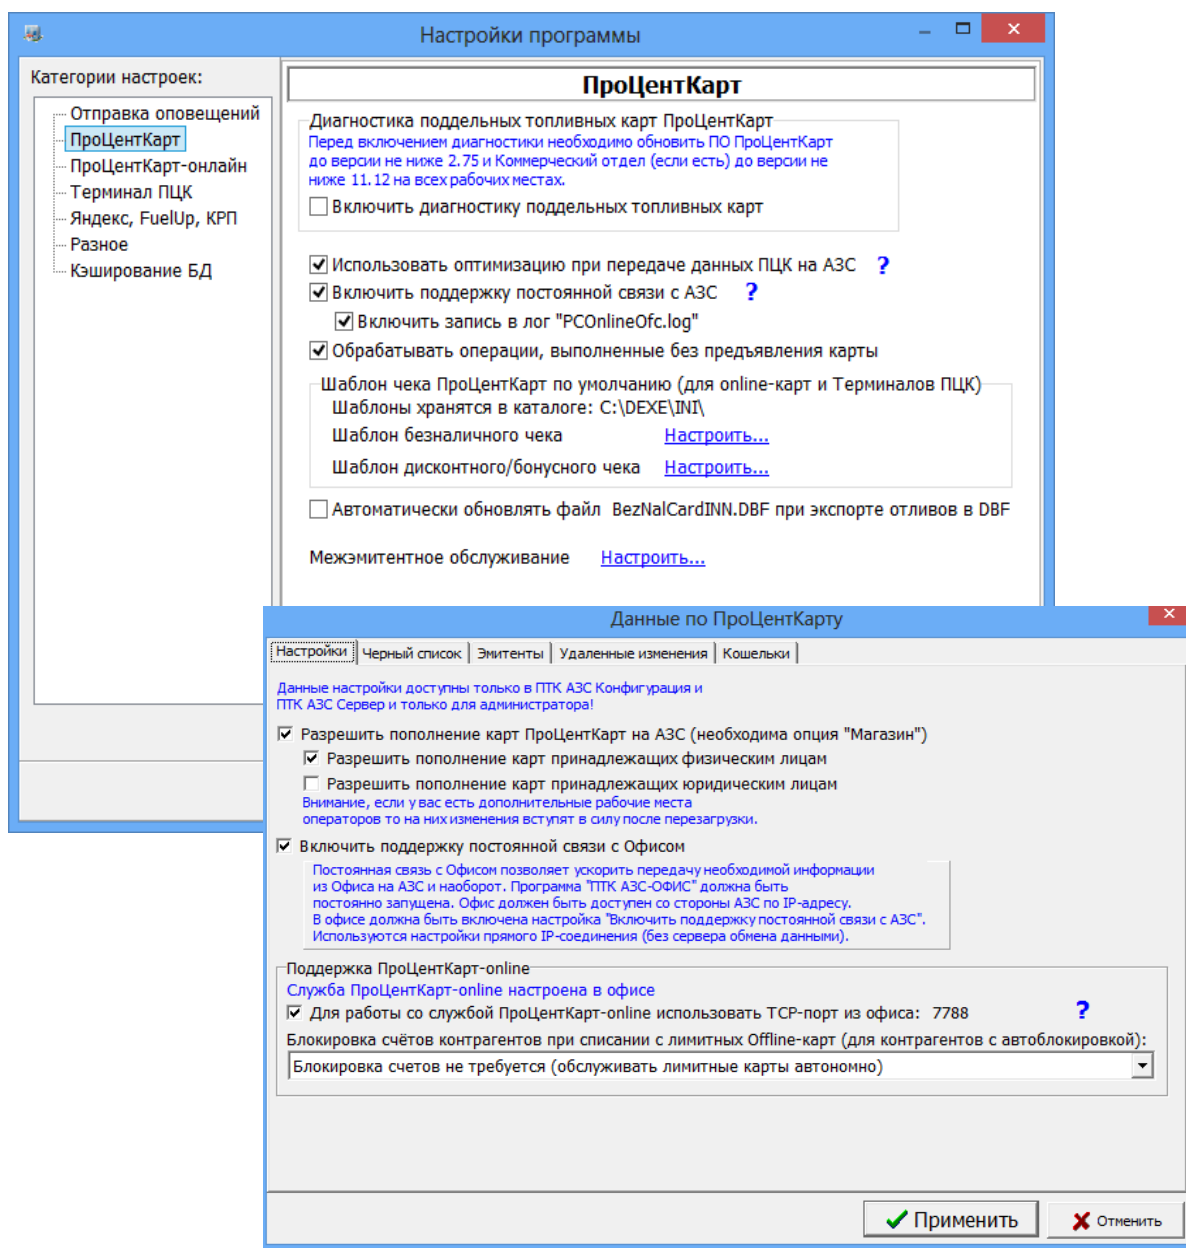 Настройки программы
Категории настроек:
Отправка оповещений
ПроЦентКарт
ПроЦентКарт-онлайн
Терминал ПЦК
Яндекс, FuelUp, КРП
Разное
Кэширование БД
ПроЦентКарт
Диагностика поддельных топливных карт ПроЦентКарт
Перед включением диагностики необходимо обновить ПО ПроЦентКарт
до версии не ниже 2.75 и Коммерческий отдел (если есть) до версии не
ниже 11.12 на всех рабочих местах.
Включить диагностику поддельных топливных карт
Использовать оптимизацию при передаче данных ПЦК на АЗС ?
Включить поддержку постоянной связи с АЗС ?
Включить запись в лог "PCOnlineOfc.log"
Обрабатывать операции, выполненные без предъявления карты
Шаблон чека ПроЦентКарт по умолчанию (для online-карт и Терминалов ПЦК)
Шаблоны хранятся в каталоге: C:\DEXE\INI\
Шаблон безналичного чека Настроить...
Шаблон дисконтного/бонусного чека Настроить...
Автоматически обновлять файл BezNalCardINN.DBF при экспорте отливов в DBF
Межэмитентное обслуживание Настроить...
Данные по ПроЦентКарту
Настройки Черный список Эмитенты Удаленные изменения Кошельки
Данные настройки доступны только в ПТК АЗС Конфигурация и
ПТК АЗС Сервер и только для администратора!
Разрешить пополнение карт ПроЦентКарт на АЗС (необходима опция "Магазин")
Разрешить пополнение карт принадлежащих физическим лицам
Разрешить пополнение карт принадлежащих юридическим лицам
Внимание, если у вас есть дополнительные рабочие места
операторов то на них изменения вступят в силу после перезагрузки.
Включить поддержку постоянной связи с Офисом
Постоянная связь с Офисом позволяет ускорить передачу необходимой информации
из Офиса на АЗС и наоборот. Программа "ПТК АЗС-ОФИС" должна быть
постоянно запущена. Офис должен быть доступен со стороны АЗС по IP-адресу.
В офисе должна быть включена настройка "Включить поддержку постоянной связи с АЗС".
Используются настройки прямого IP-соединения (без сервера обмена данными).
Поддержка ПроЦентКарт-online
Служба ПроЦентКарт-online настроена в офисе
Для работы со службой ПроЦентКарт-online использовать TCP-порт из офиса: 7788 ?
Блокировка счётов контрагентов при списании с лимитных Offline-карт (для контрагентов с автоблокировкой):
Блокировка счетов не требуется (обслуживать лимитные карты автономно)
Применить Отменить